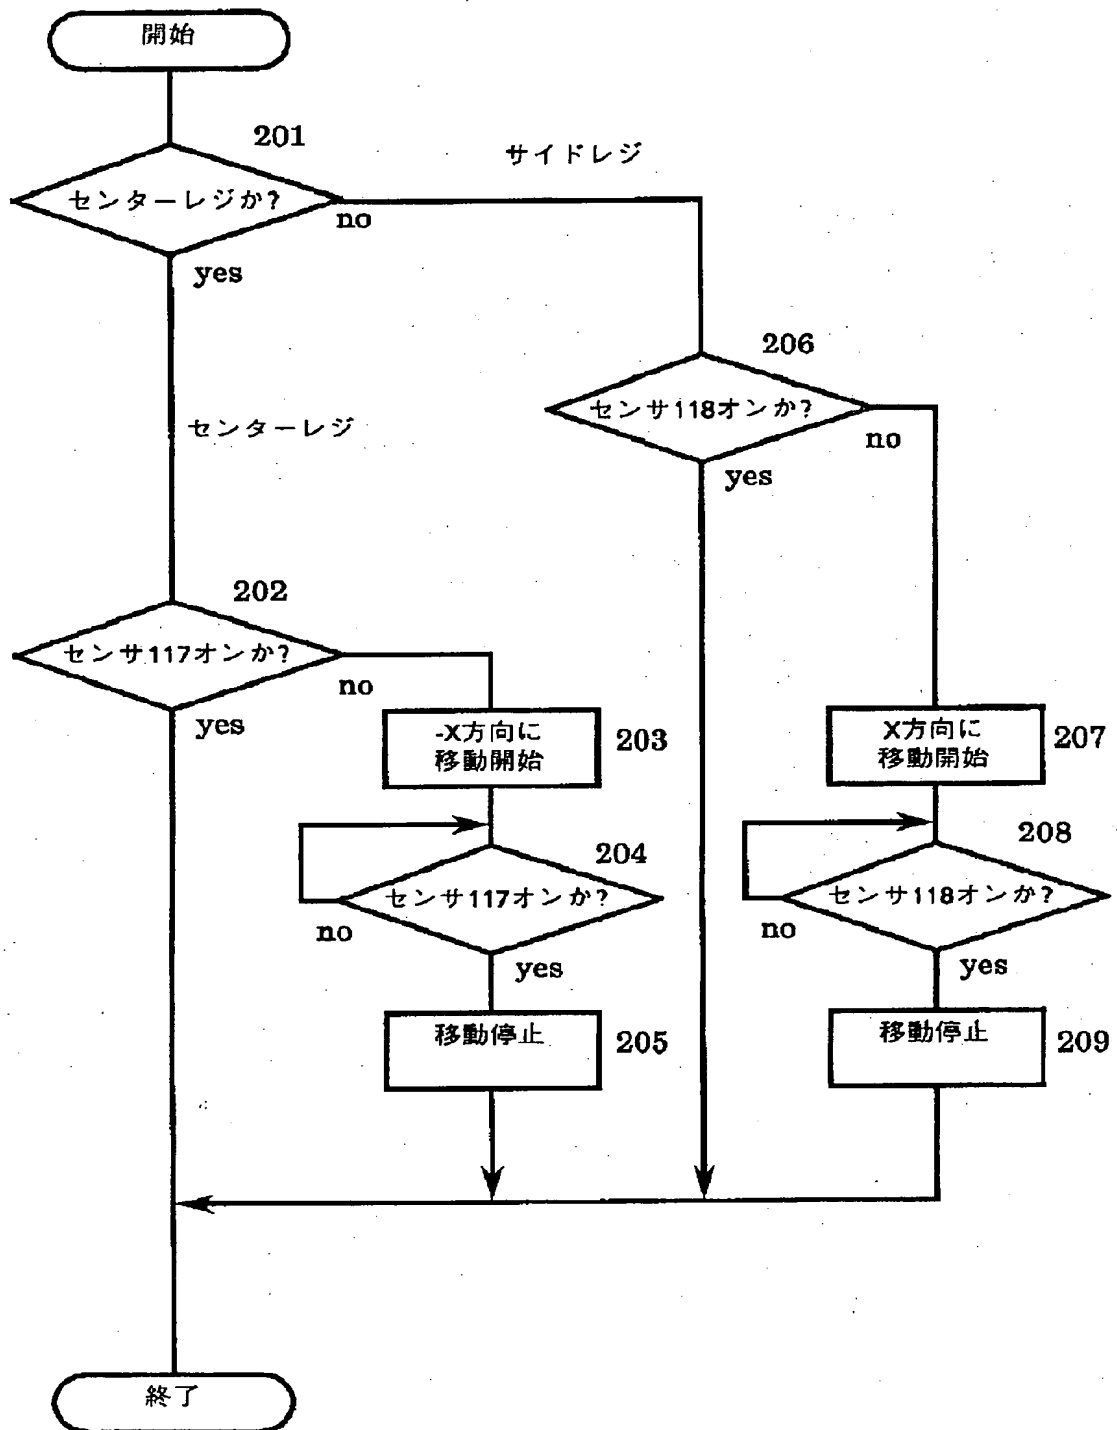 開始
201
センターレジか?
no
サイドレジ
yes
センターレジ
206
センサ118オンか?
no
yes
202
センサ117オンか?
no
yes
-X方向に
移動開始
203
X方向に
移動開始
207
204
センサ117オンか?
no
yes
208
センサ118オンか?
no
yes
移動停止
205
移動停止
209
終了